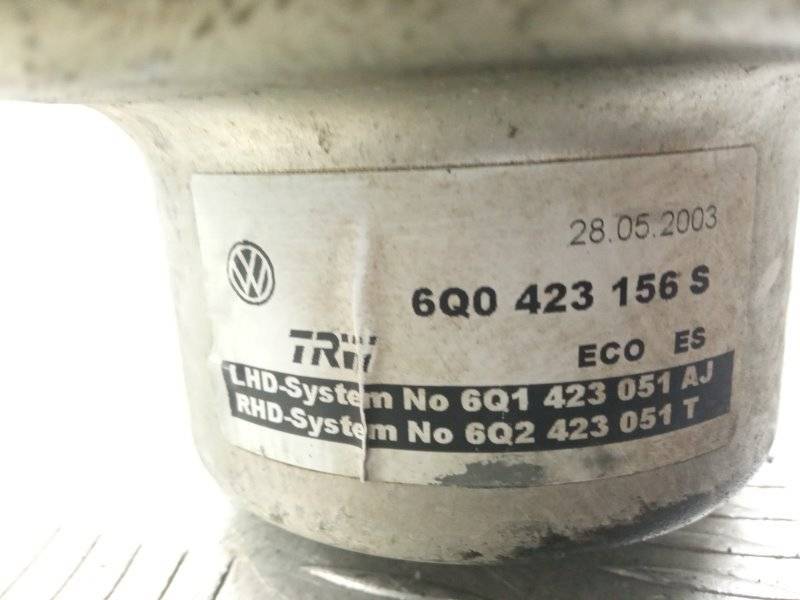 28.05.2003
6Q0 423 156 S
TRW
ECO ES
LHD-System No 6Q1 423 051 AJ
RHD-System No 6Q2 423 051 T